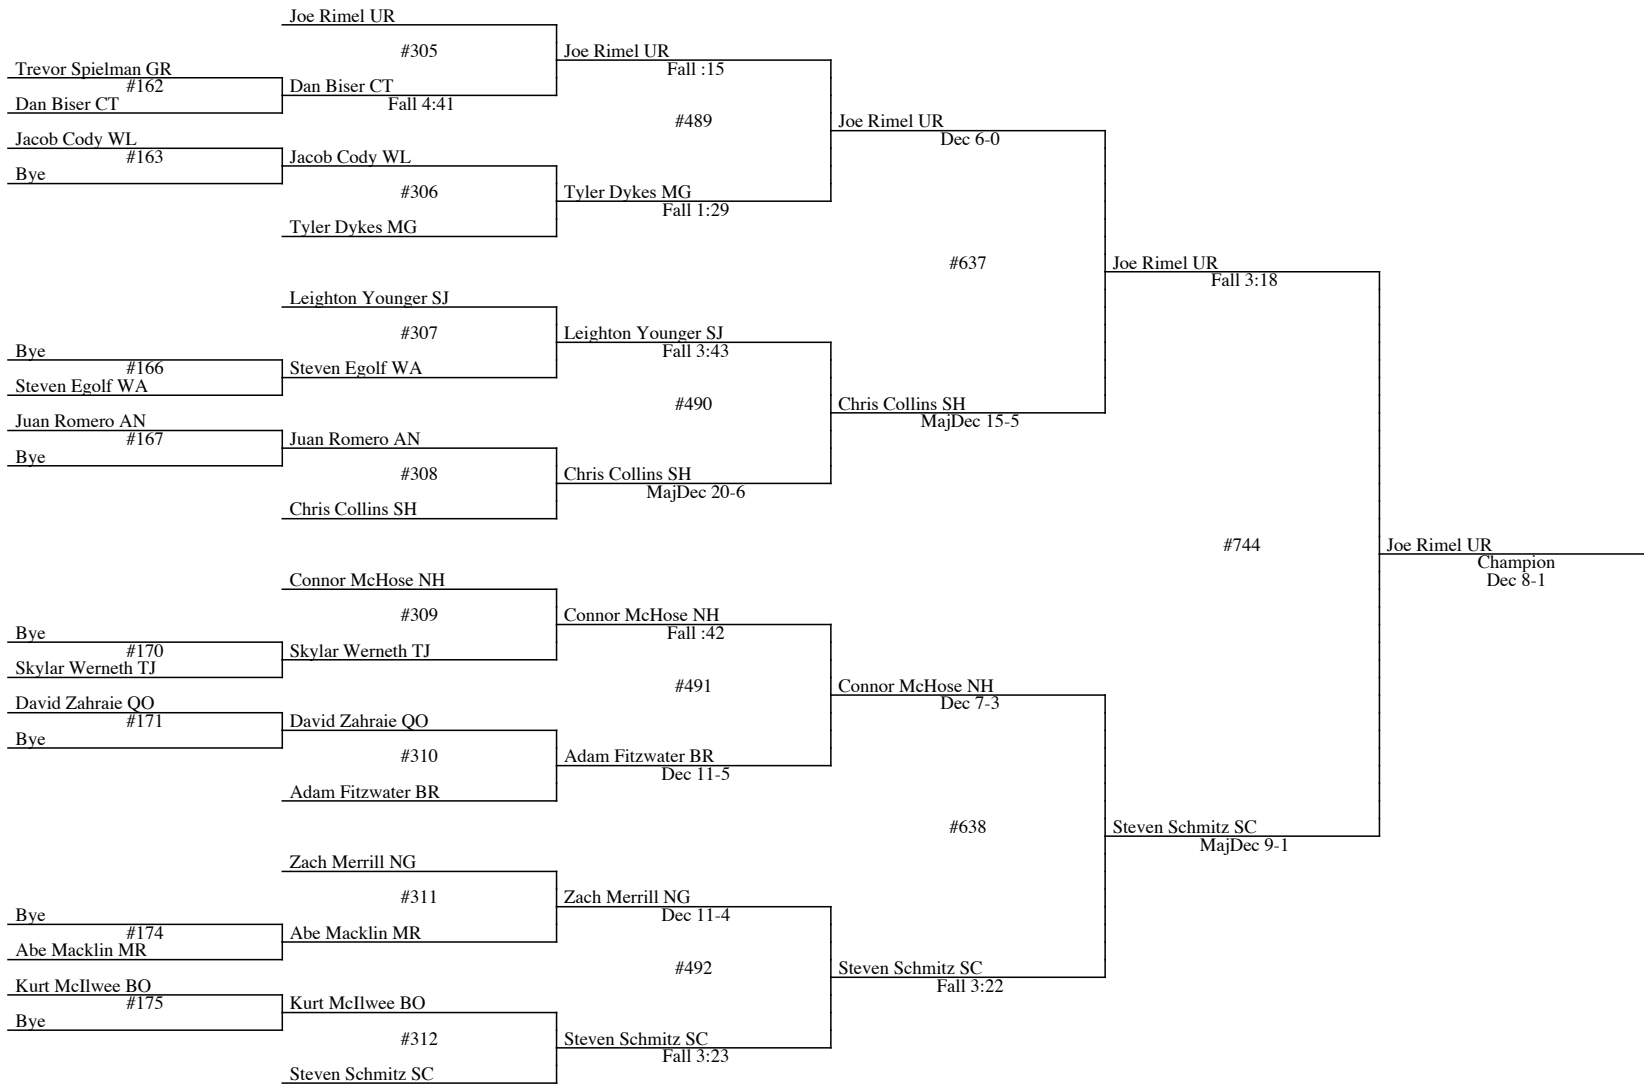 Joe Rimel UR
#305
Joe Rimel UR
Fall :15
Trevor Spielman GR
#162
Dan Biser CT
Dan Biser CT
Fall 4:41
#489
Joe Rimel UR
Dec 6-0
Jacob Cody WL
#163
Bye
Jacob Cody WL
#306
Tyler Dykes MG
Fall 1:29
Tyler Dykes MG
#637
Joe Rimel UR
Fall 3:18
Leighton Younger SJ
#307
Leighton Younger SJ
Fall 3:43
Bye
#166
Steven Egolf WA
Steven Egolf WA
#490
Chris Collins SH
MajDec 15-5
Juan Romero AN
#167
Bye
Juan Romero AN
#308
Chris Collins SH
MajDec 20-6
Chris Collins SH
#744
Joe Rimel UR
Champion
Dec 8-1
Connor McHose NH
#309
Connor McHose NH
Fall :42
Bye
#170
Skylar Werneth TJ
Skylar Werneth TJ
#491
Connor McHose NH
Dec 7-3
David Zahraie QO
#171
Bye
David Zahraie QO
#310
Adam Fitzwater BR
Dec 11-5
Adam Fitzwater BR
#638
Steven Schmitz SC
MajDec 9-1
Zach Merrill NG
#311
Zach Merrill NG
Dec 11-4
Bye
#174
Abe Macklin MR
Abe Macklin MR
#492
Steven Schmitz SC
Fall 3:22
Kurt McIlwee BO
#175
Bye
Kurt McIlwee BO
#312
Steven Schmitz SC
Fall 3:23
Steven Schmitz SC